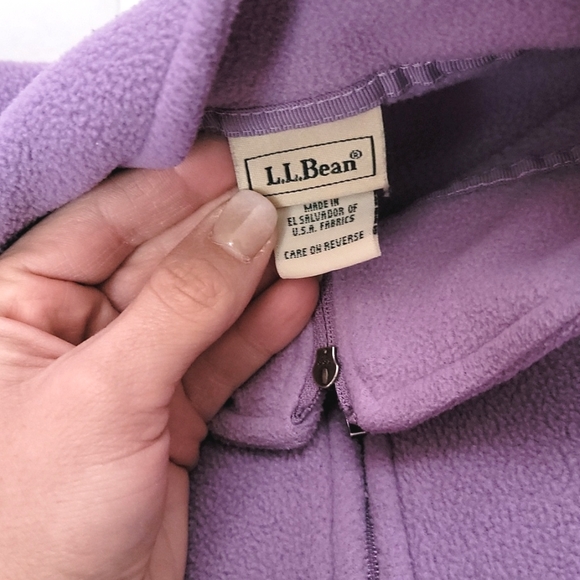 L.L.Bean®
MADE IN
EL SALVADOR OF
U.S.A. FABRICS
CARE ON REVERSE